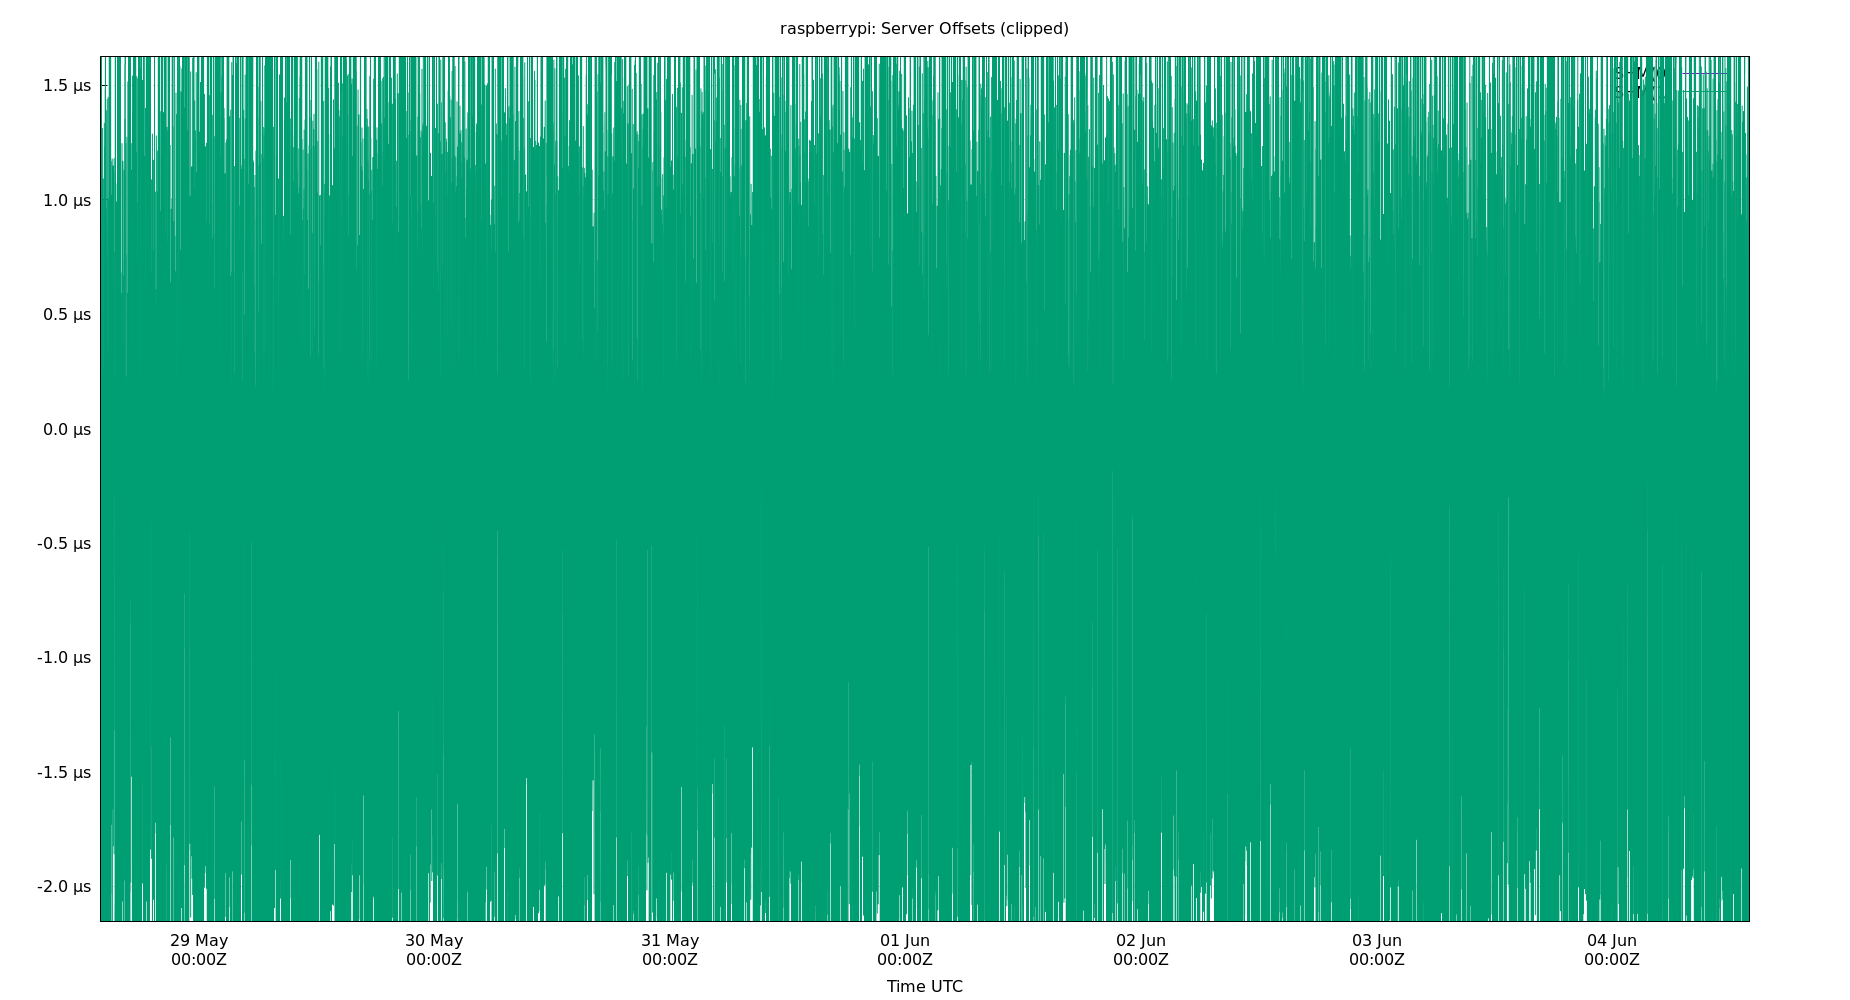 raspberrypi: Server Offsets (clipped)
1.5 µs
1.0 µs
0.5 µs
0.0 µs
-0.5 µs
-1.0 µs
-1.5 µs
-2.0 µs
29 May 30 May 31 May 01 Jun 02 Jun 03 Jun 04 Jun
00:00Z 00:00Z 00:00Z 00:00Z 00:00Z 00:00Z 00:00Z
Time UTC